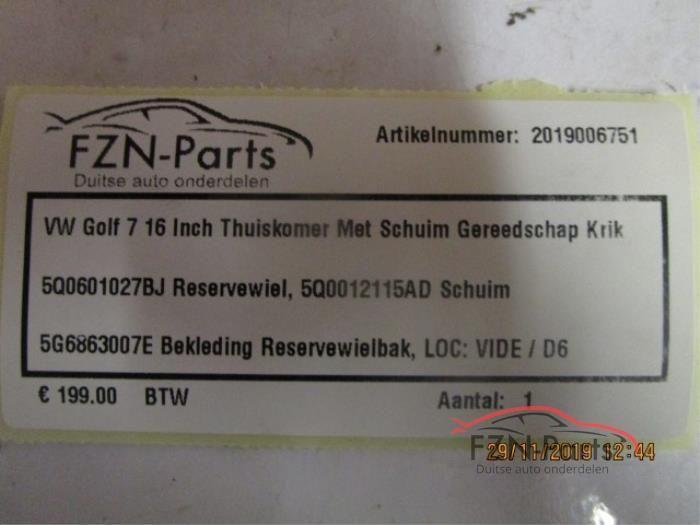 FZN-Parts
Duitse auto onderdelen
Artikelnummer: 2019006751
VW Golf 7 16 Inch Thuiskomer Met Schuim Gereedschap Krik
5Q0601027BJ Reservewiel, 5Q0012115AD Schuim
5G6863007E Bekleding Reservewielbak, LOC: VIDE / D6
€ 199.00 BTW
Aantal: 1
FZN-Parts
29/11/2019 12:44
Duitse auto onderdelen